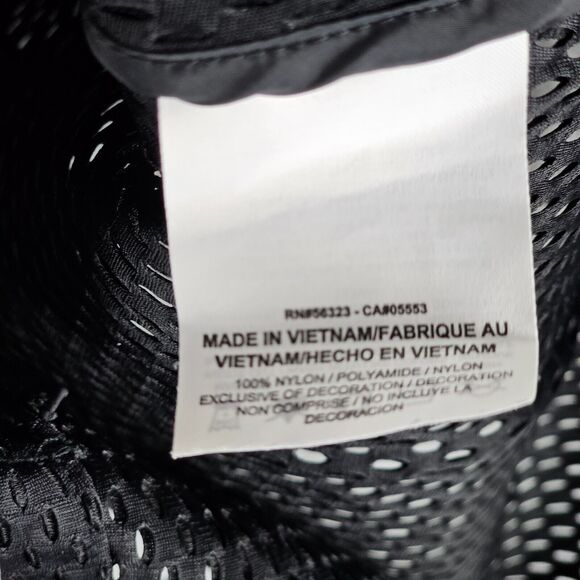 RN#56323 - CA#05553
MADE IN VIETNAM/FABRIQUE AU
VIETNAM/HECHO EN VIETNAM
100% NYLON / POLYAMIDE / NYLON
EXCLUSIVE OF DECORATION / DECORATION
NON COMPRISE / NO INCLUYE LA
DECORACION